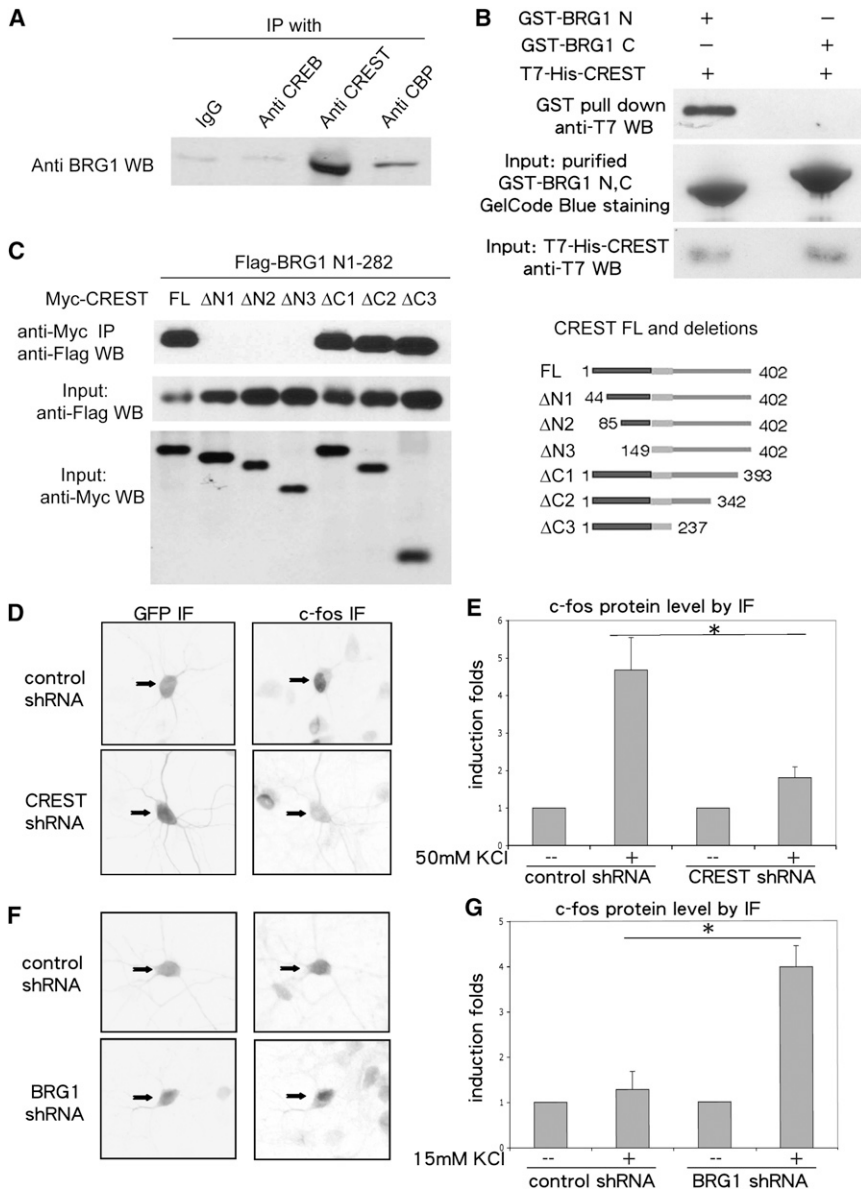 A
IP with
IgG
Anti CREB
Anti CREST
Anti CBP
Anti BRG1 WB
B
GST-BRG1 N + −
GST-BRG1 C − +
T7-His-CREST + +
GST pull down
anti-T7 WB
Input: purified
GST-BRG1 N,C
GelCode Blue staining
Input: T7-His-CREST
anti-T7 WB
C
Flag-BRG1 N1-282
Myc-CREST FL ΔN1 ΔN2 ΔN3 ΔC1 ΔC2 ΔC3
anti-Myc IP
anti-Flag WB
Input:
anti-Flag WB
Input:
anti-Myc WB
CREST FL and deletions
FL 1 402
ΔN1 44 402
ΔN2 85 402
ΔN3 149 402
ΔC1 1 393
ΔC2 1 342
ΔC3 1 237
D
GFP IF
c-fos IF
control
shRNA
CREST
shRNA
E
c-fos protein level by IF
induction folds
6
5
4
3
2
1
0
*
50mM KCl -- + -- +
control shRNA CREST shRNA
F
control
shRNA
BRG1
shRNA
G
c-fos protein level by IF
induction folds
5
4
3
2
1
0
*
15mM KCl -- + -- +
control shRNA BRG1 shRNA